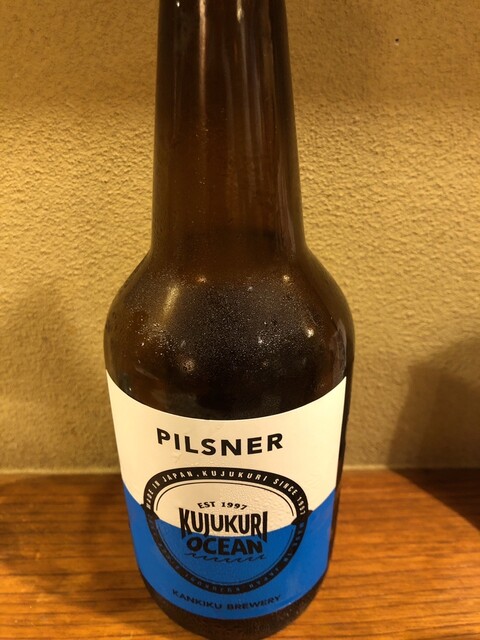 PILSNER
MADE IN JAPAN, KUJUKURI SINCE 1997
EST 1997
KUJUKURI
OCEAN
KANKIKU BREWERY